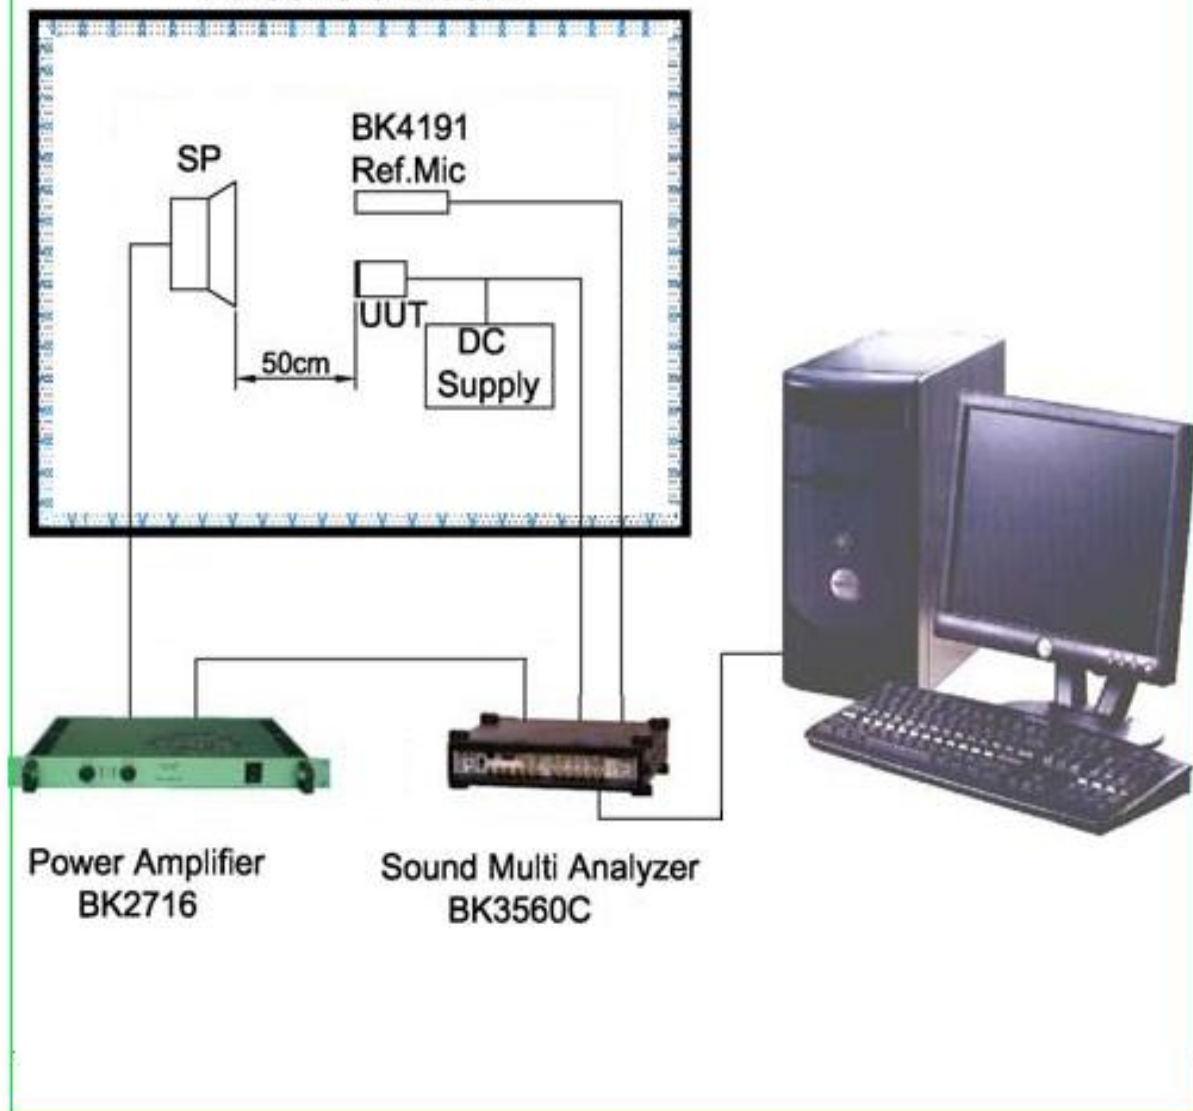 SP
BK4191
Ref.Mic
UUT
DC
Supply
50cm
Power Amplifier
BK2716
Sound Multi Analyzer
BK3560C